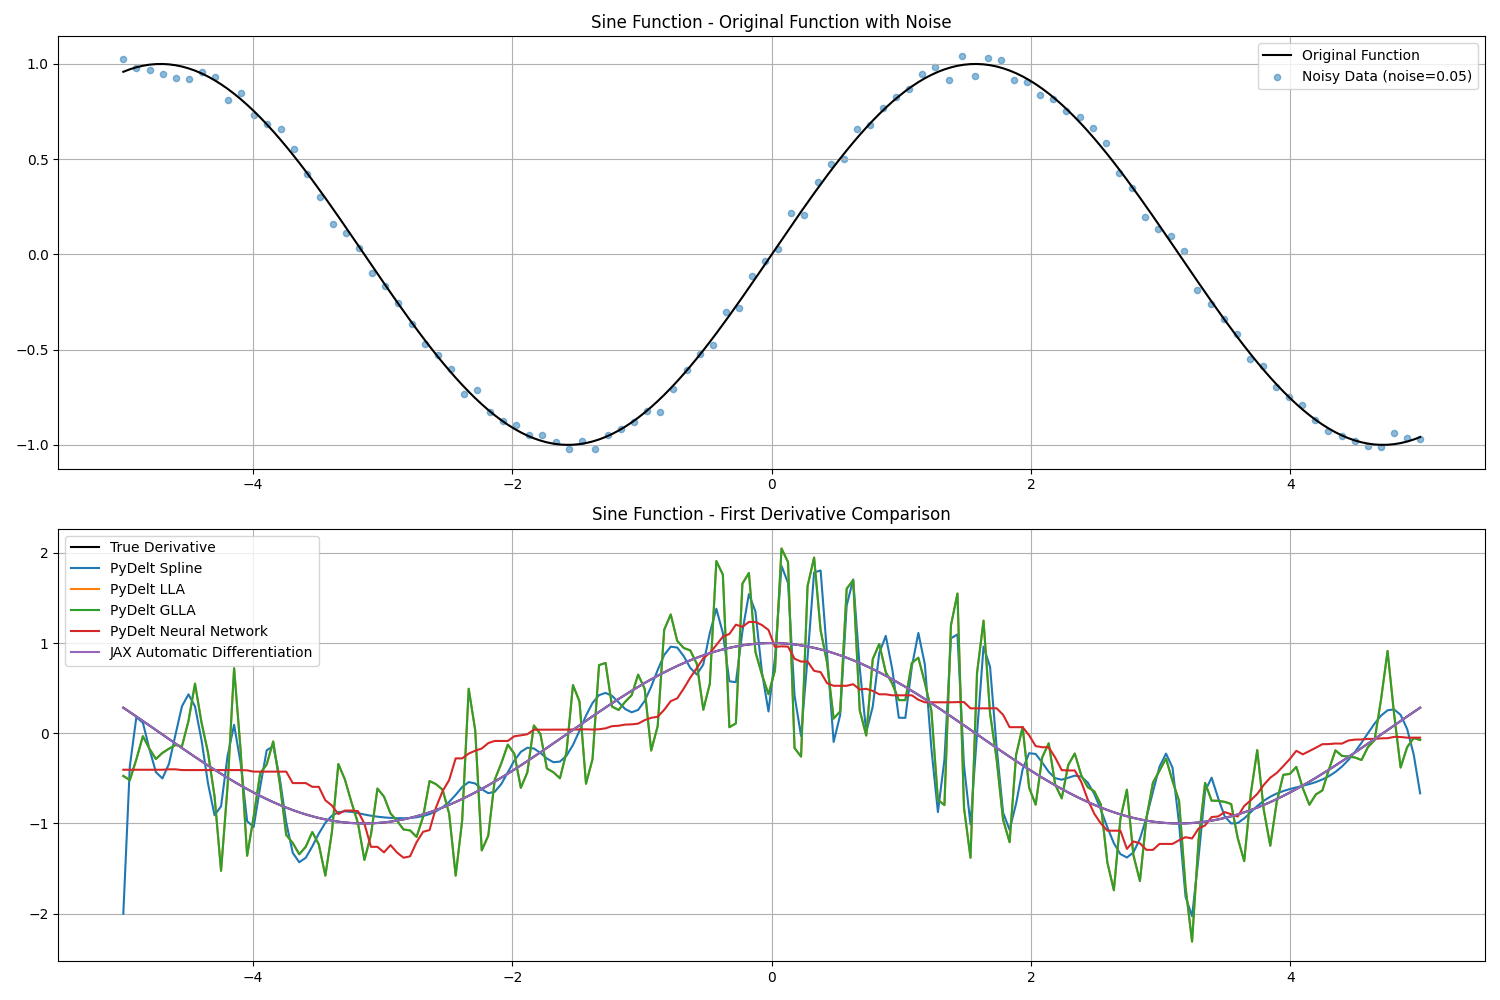 Sine Function - Original Function with Noise
1.0
0.5
0.0
−0.5
−1.0
Original Function
Noisy Data (noise=0.05)
−4
−2
0
2
4
Sine Function - First Derivative Comparison
2
1
0
−1
−2
True Derivative
PyDelt Spline
PyDelt LLA
PyDelt GLLA
PyDelt Neural Network
JAX Automatic Differentiation
−4
−2
0
2
4